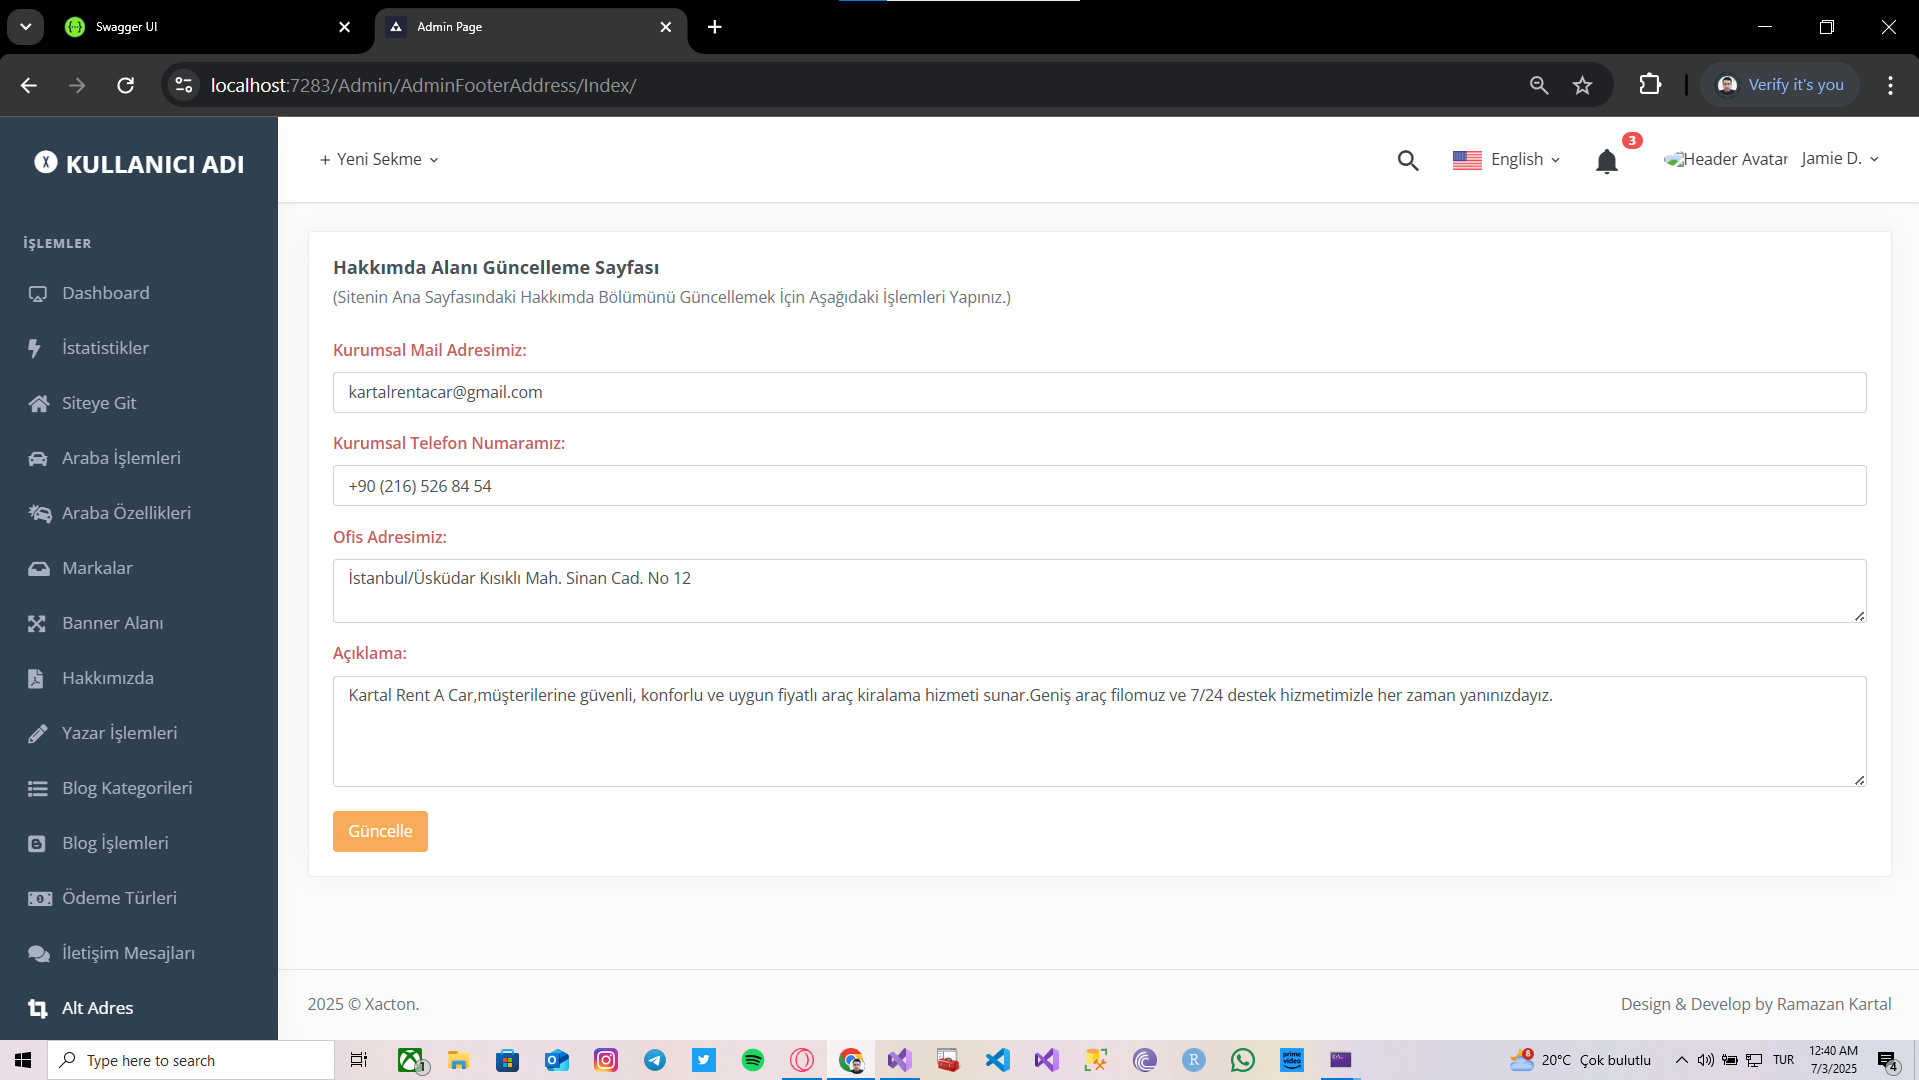 Swagger UI
Admin Page
localhost:7283/Admin/AdminFooterAddress/Index/
Verify it's you
X KULLANICI ADI
+ Yeni Sekme
English
3
Header Avatar
Jamie D.
İŞLEMLER
Dashboard
İstatistikler
Siteye Git
Araba İşlemleri
Araba Özellikleri
Markalar
Banner Alanı
Hakkımızda
Yazar İşlemleri
Blog Kategorileri
Blog İşlemleri
Ödeme Türleri
İletişim Mesajları
Alt Adres
Hakkımda Alanı Güncelleme Sayfası
(Sitenin Ana Sayfasındaki Hakkımda Bölümünü Güncellemek İçin Aşağıdaki İşlemleri Yapınız.)
Kurumsal Mail Adresimiz:
kartalrentacar@gmail.com
Kurumsal Telefon Numaramız:
+90 (216) 526 84 54
Ofis Adresimiz:
İstanbul/Üsküdar Kısıklı Mah. Sinan Cad. No 12
Açıklama:
Kartal Rent A Car,müşterilerine güvenli, konforlu ve uygun fiyatlı araç kiralama hizmeti sunar.Geniş araç filomuz ve 7/24 destek hizmetimizle her zaman yanınızdayız.
Güncelle
2025 © Xacton.
Design & Develop by Ramazan Kartal
Type here to search
1
prime video
8
20°C Çok bulutlu
TUR
12:40 AM
7/3/2025
4